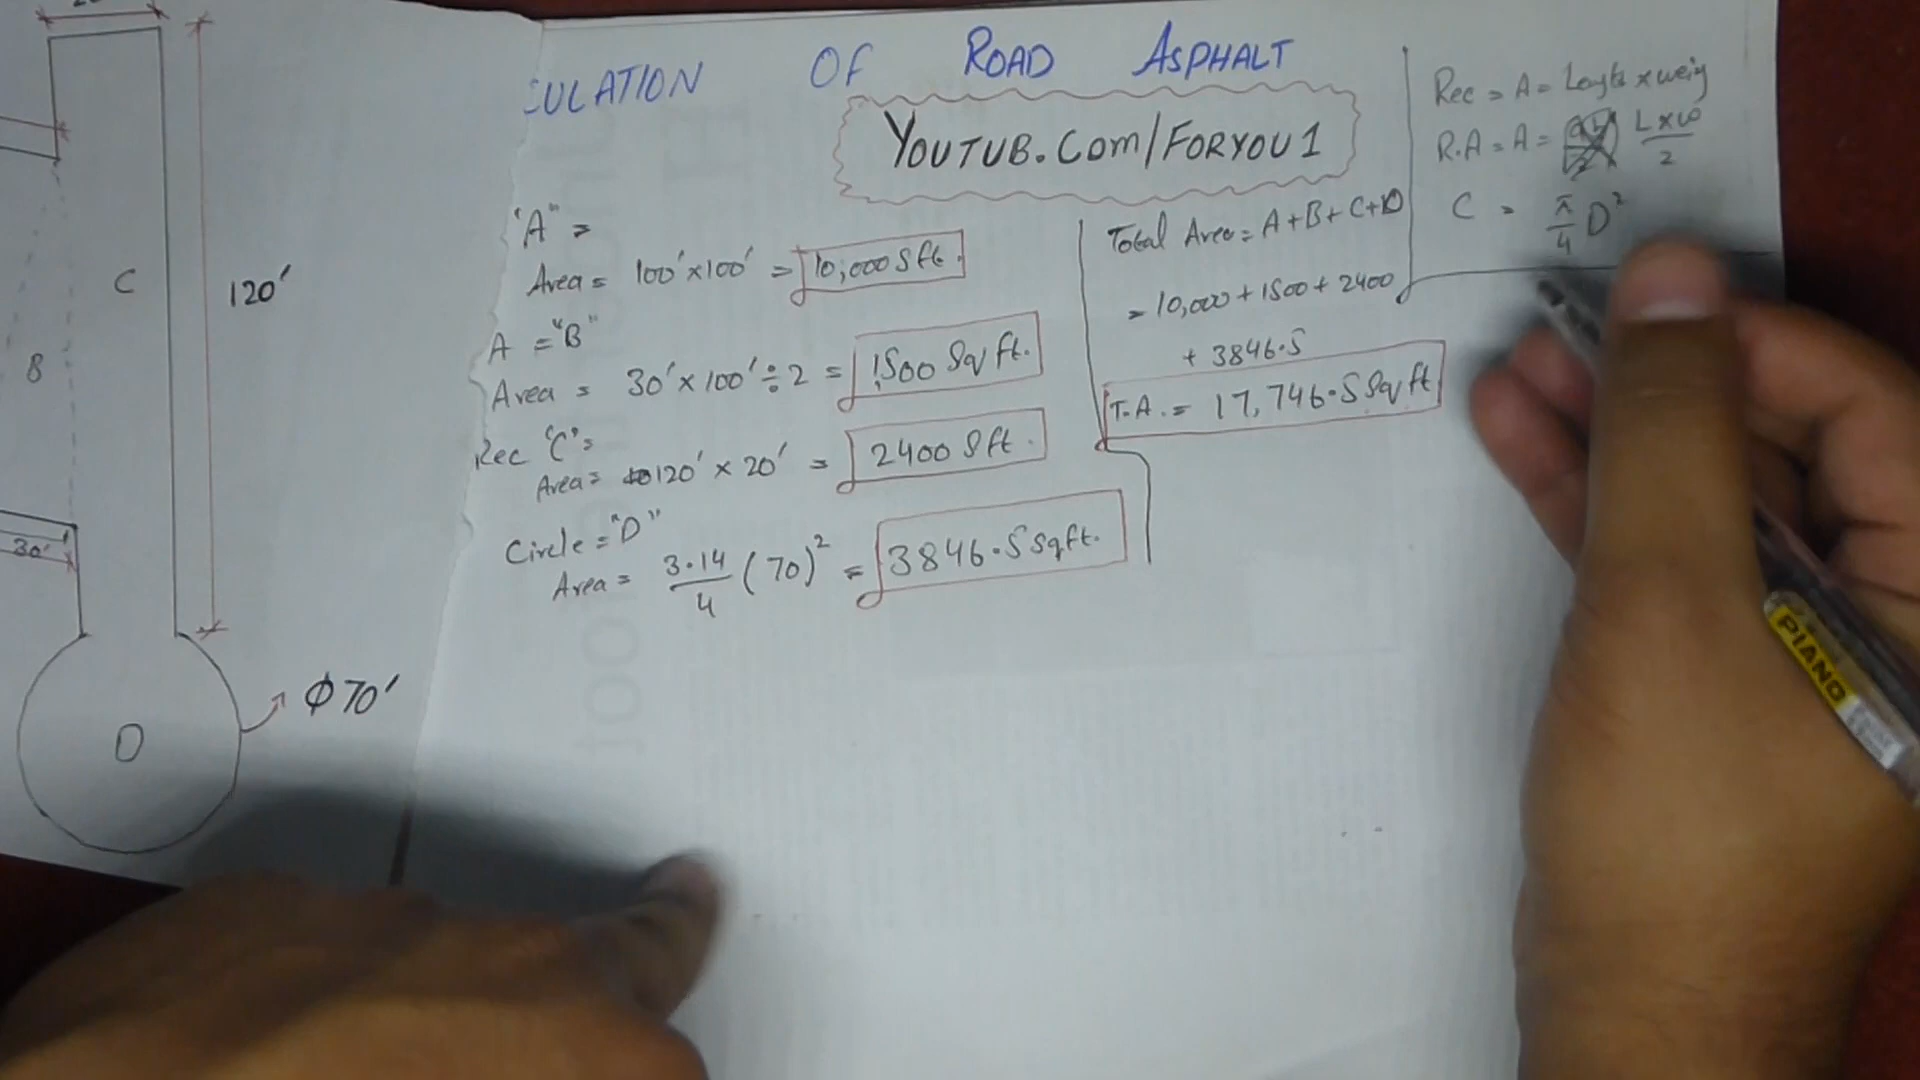 C
120'
B
30'
D
Φ70'
CULATION OF ROAD ASPHALT
YOUTUB.Com/FORYOU1
"A" =
Area = 100'×100' = 10,000 Sft.
A = "B"
Area = 30'×100'÷2 = 1500 Sq ft.
Rec "C" =
Area = 120' × 20' = 2400 Sft.
Circle = "D"
Area = 3.14/4 (70)² = 3846.5 sqft.
Total Area = A+B+C+D
= 10,000 + 1500 + 2400
+ 3846.5
T.A. = 17,746.5 Sq ft
Rec = A = Length ×
R.A = A = L×W/2
C = π/4 D²
PIANO